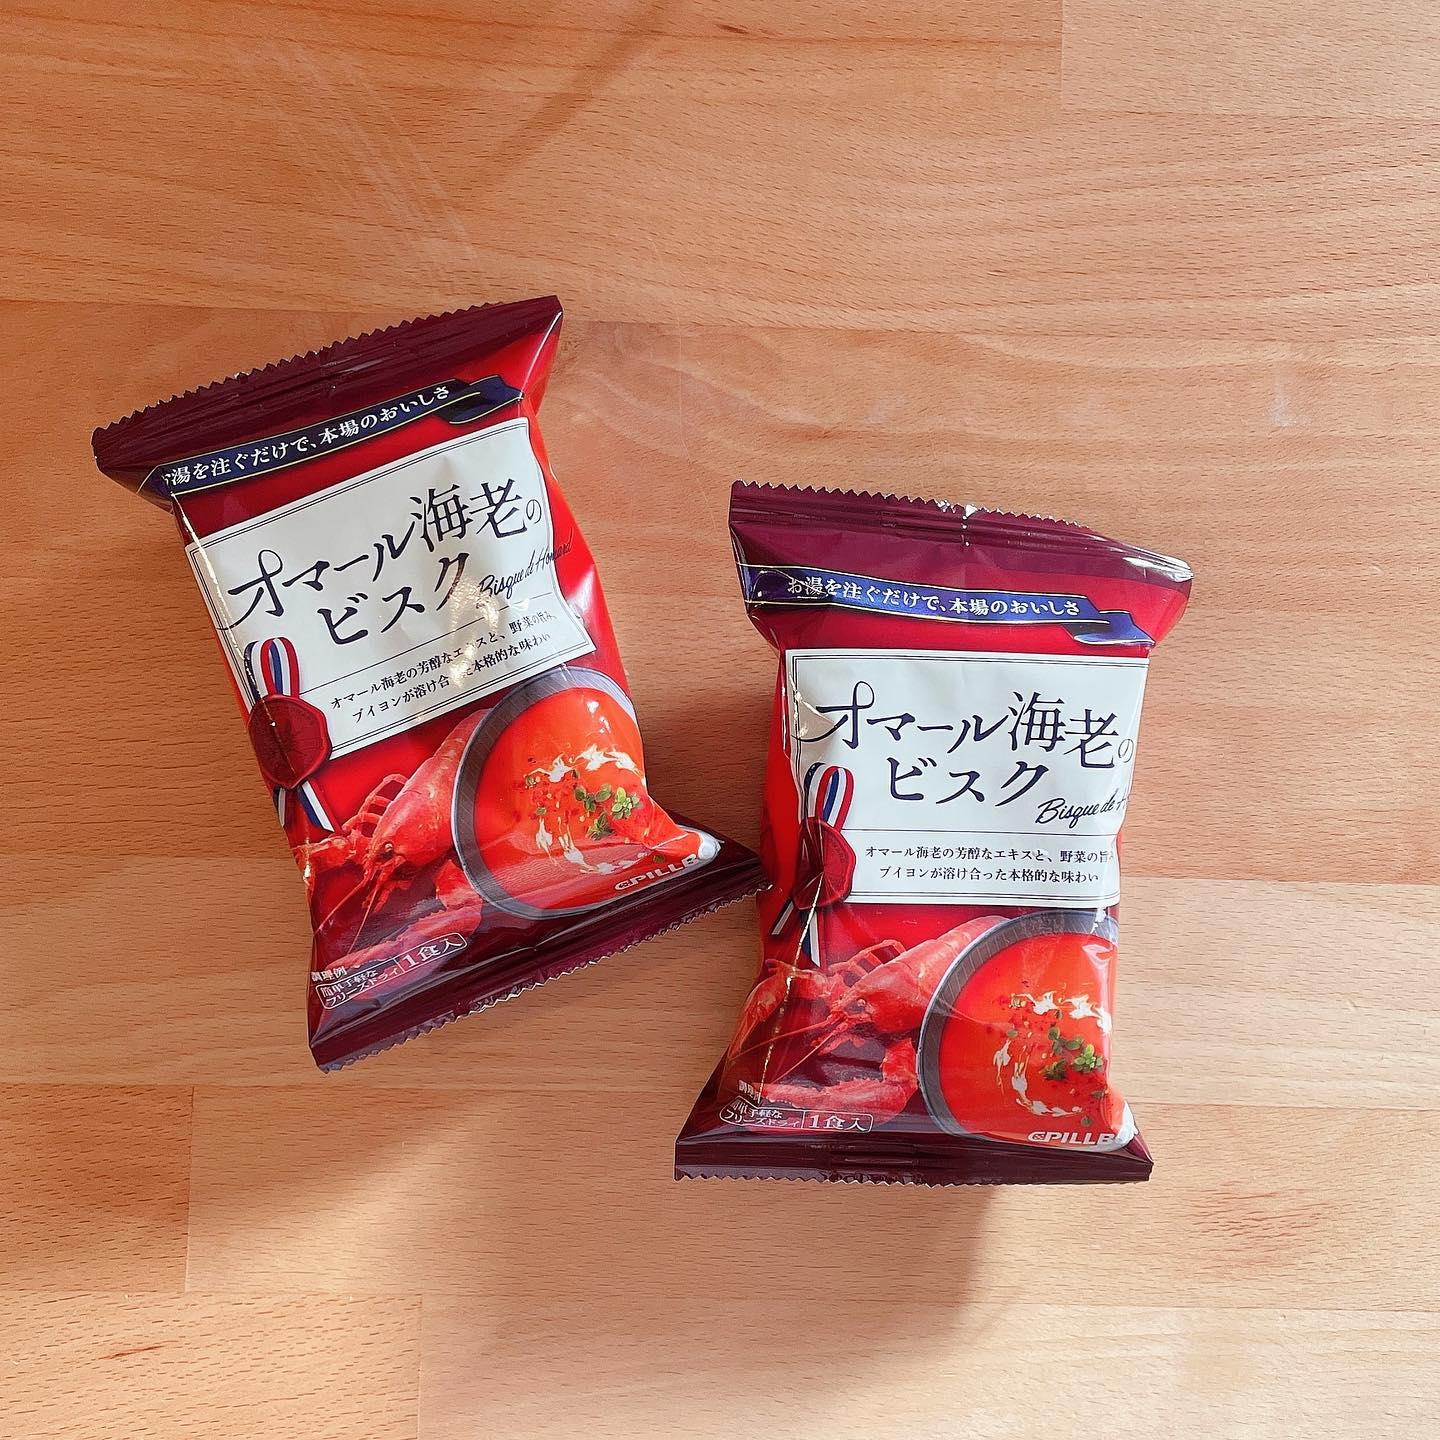 お湯を注ぐだけで、本場のおいしさ
オマール海老の
ビスク
Bisque de Homard
オマール海老の芳醇なエキスと、野菜の旨み、
ブイヨンが溶け合った本格的な味わい
PILLB
調理例
簡単手軽な
フリーズドライ
1食入
お湯を注ぐだけで、本場のおいしさ
オマール海老の
ビスク
Bisque de
オマール海老の芳醇なエキスと、野菜の旨み
ブイヨンが溶け合った本格的な味わい
PILLB
調理例
簡単手軽な
フリーズドライ
1食入